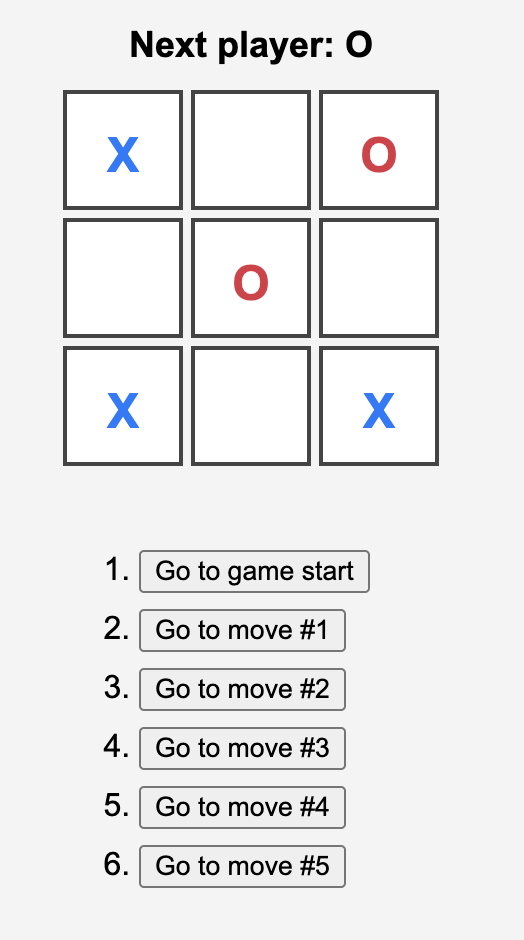 Next player: O
X O
O
X X
1. Go to game start
2. Go to move #1
3. Go to move #2
4. Go to move #3
5. Go to move #4
6. Go to move #5